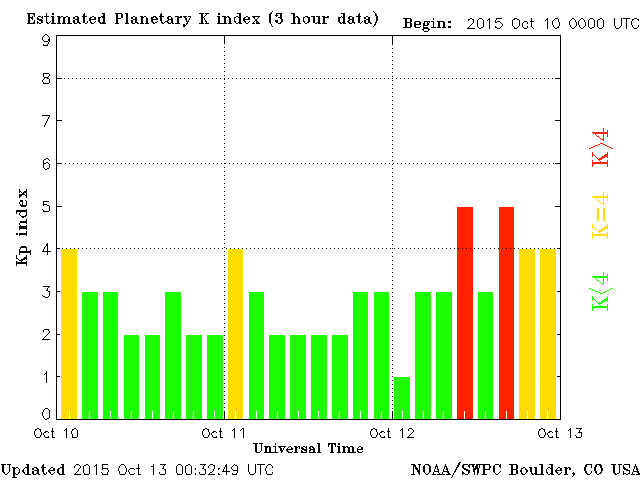 Estimated Planetary K index (3 hour data) Begin: 2015 Oct 10 0000 UTC
9
8
7
6
5
4
3
2
1
0
Kp index
K>4
K=4
K<4
Oct 10 Oct 11 Oct 12 Oct 13
Universal Time
Updated 2015 Oct 13 00:32:49 UTC NOAA/SWPC Boulder, CO USA